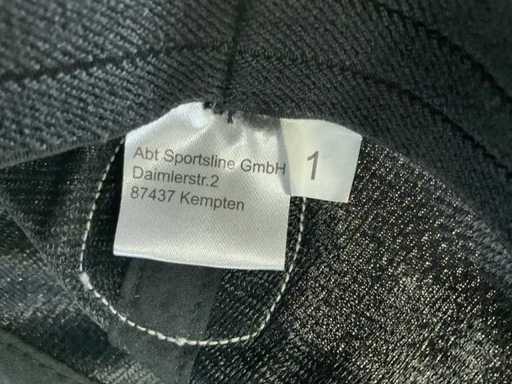 Abt Sportsline GmbH
Daimlerstr.2
87437 Kempten
1